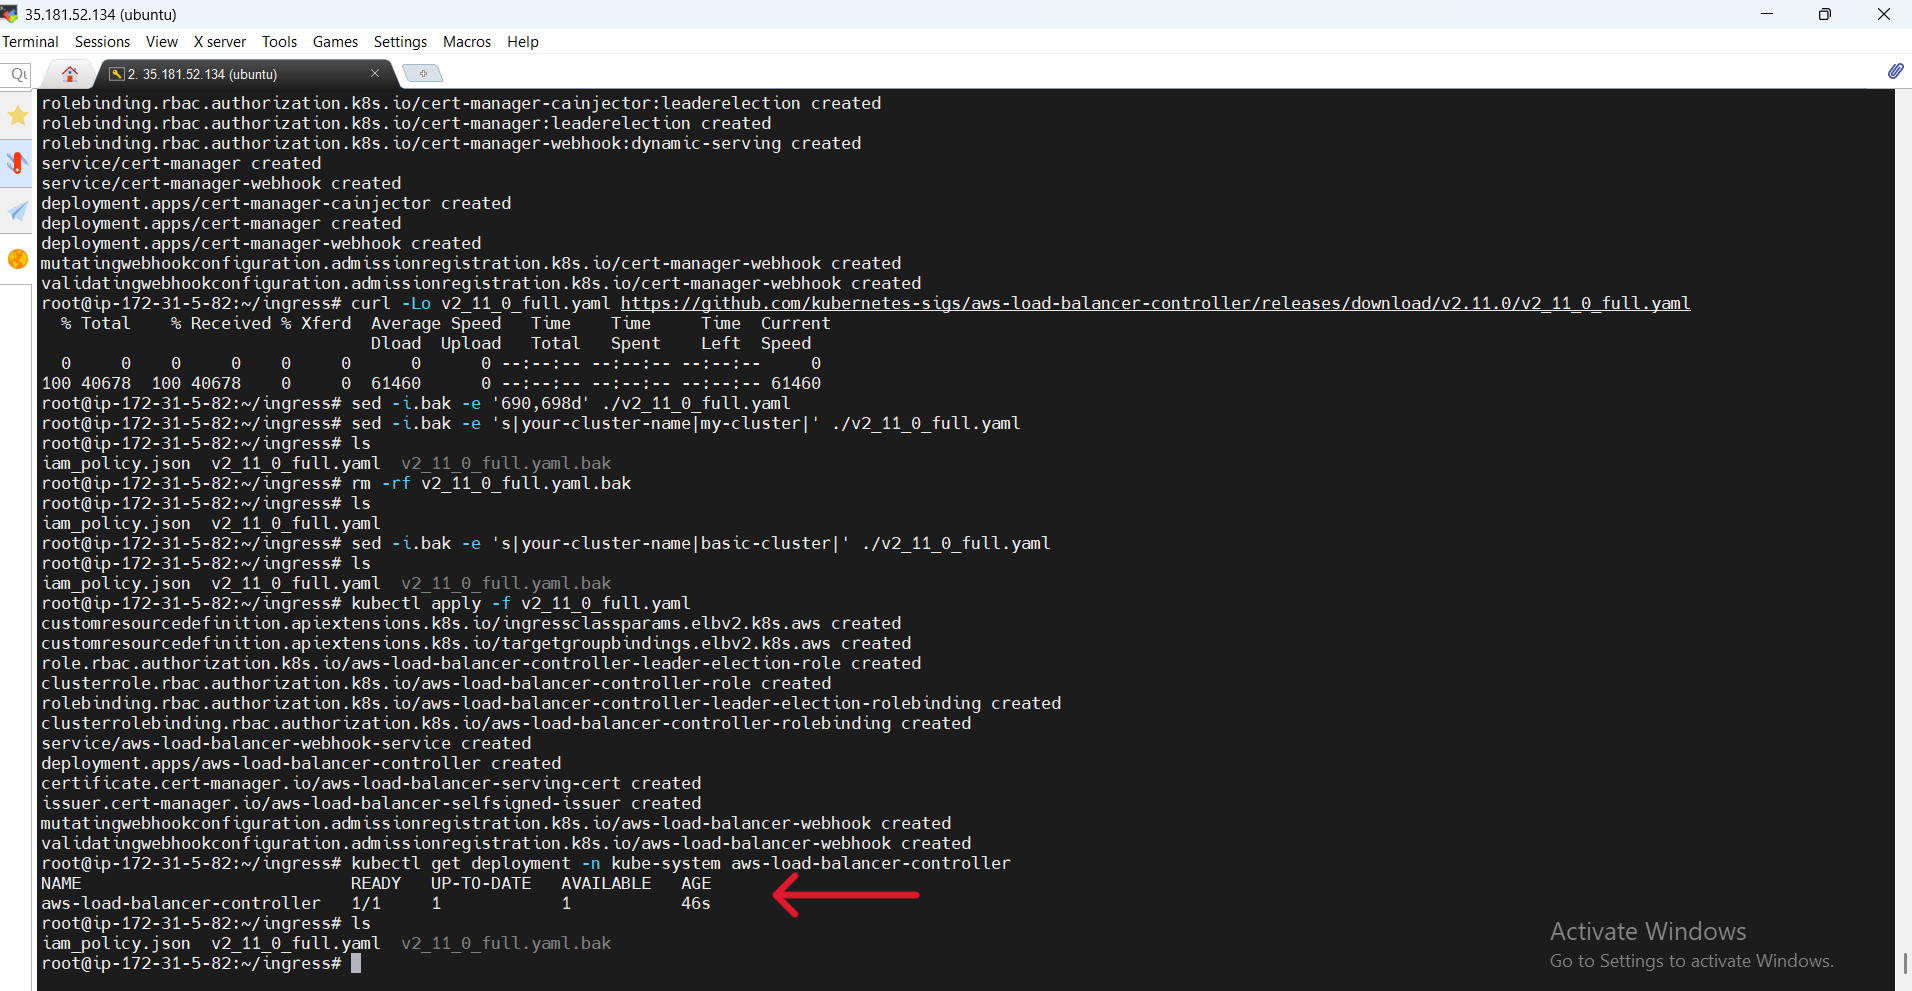 35.181.52.134 (ubuntu)
Terminal Sessions View X server Tools Games Settings Macros Help
2. 35.181.52.134 (ubuntu)
rolebinding.rbac.authorization.k8s.io/cert-manager-cainjector:leaderelection created
rolebinding.rbac.authorization.k8s.io/cert-manager:leaderelection created
rolebinding.rbac.authorization.k8s.io/cert-manager-webhook:dynamic-serving created
service/cert-manager created
service/cert-manager-webhook created
deployment.apps/cert-manager-cainjector created
deployment.apps/cert-manager created
deployment.apps/cert-manager-webhook created
mutatingwebhookconfiguration.admissionregistration.k8s.io/cert-manager-webhook created
validatingwebhookconfiguration.admissionregistration.k8s.io/cert-manager-webhook created
root@ip-172-31-5-82:~/ingress# curl -Lo v2_11_0_full.yaml https://github.com/kubernetes-sigs/aws-load-balancer-controller/releases/download/v2.11.0/v2_11_0_full.yaml
  % Total    % Received % Xferd  Average Speed   Time    Time     Time  Current
                                 Dload  Upload   Total   Spent    Left  Speed
  0     0    0     0    0     0      0      0 --:--:-- --:--:-- --:--:--     0
100 40678  100 40678    0     0  61460      0 --:--:-- --:--:-- --:--:-- 61460
root@ip-172-31-5-82:~/ingress# sed -i.bak -e '690,698d' ./v2_11_0_full.yaml
root@ip-172-31-5-82:~/ingress# sed -i.bak -e 's|your-cluster-name|my-cluster|' ./v2_11_0_full.yaml
root@ip-172-31-5-82:~/ingress# ls
iam_policy.json  v2_11_0_full.yaml  v2_11_0_full.yaml.bak
root@ip-172-31-5-82:~/ingress# rm -rf v2_11_0_full.yaml.bak
root@ip-172-31-5-82:~/ingress# ls
iam_policy.json  v2_11_0_full.yaml
root@ip-172-31-5-82:~/ingress# sed -i.bak -e 's|your-cluster-name|basic-cluster|' ./v2_11_0_full.yaml
root@ip-172-31-5-82:~/ingress# ls
iam_policy.json  v2_11_0_full.yaml  v2_11_0_full.yaml.bak
root@ip-172-31-5-82:~/ingress# kubectl apply -f v2_11_0_full.yaml
customresourcedefinition.apiextensions.k8s.io/ingressclassparams.elbv2.k8s.aws created
customresourcedefinition.apiextensions.k8s.io/targetgroupbindings.elbv2.k8s.aws created
role.rbac.authorization.k8s.io/aws-load-balancer-controller-leader-election-role created
clusterrole.rbac.authorization.k8s.io/aws-load-balancer-controller-role created
rolebinding.rbac.authorization.k8s.io/aws-load-balancer-controller-leader-election-rolebinding created
clusterrolebinding.rbac.authorization.k8s.io/aws-load-balancer-controller-rolebinding created
service/aws-load-balancer-webhook-service created
deployment.apps/aws-load-balancer-controller created
certificate.cert-manager.io/aws-load-balancer-serving-cert created
issuer.cert-manager.io/aws-load-balancer-selfsigned-issuer created
mutatingwebhookconfiguration.admissionregistration.k8s.io/aws-load-balancer-webhook created
validatingwebhookconfiguration.admissionregistration.k8s.io/aws-load-balancer-webhook created
root@ip-172-31-5-82:~/ingress# kubectl get deployment -n kube-system aws-load-balancer-controller
NAME                           READY   UP-TO-DATE   AVAILABLE   AGE
aws-load-balancer-controller   1/1     1            1           46s
root@ip-172-31-5-82:~/ingress# ls
iam_policy.json  v2_11_0_full.yaml  v2_11_0_full.yaml.bak
root@ip-172-31-5-82:~/ingress#
Activate Windows
Go to Settings to activate Windows.